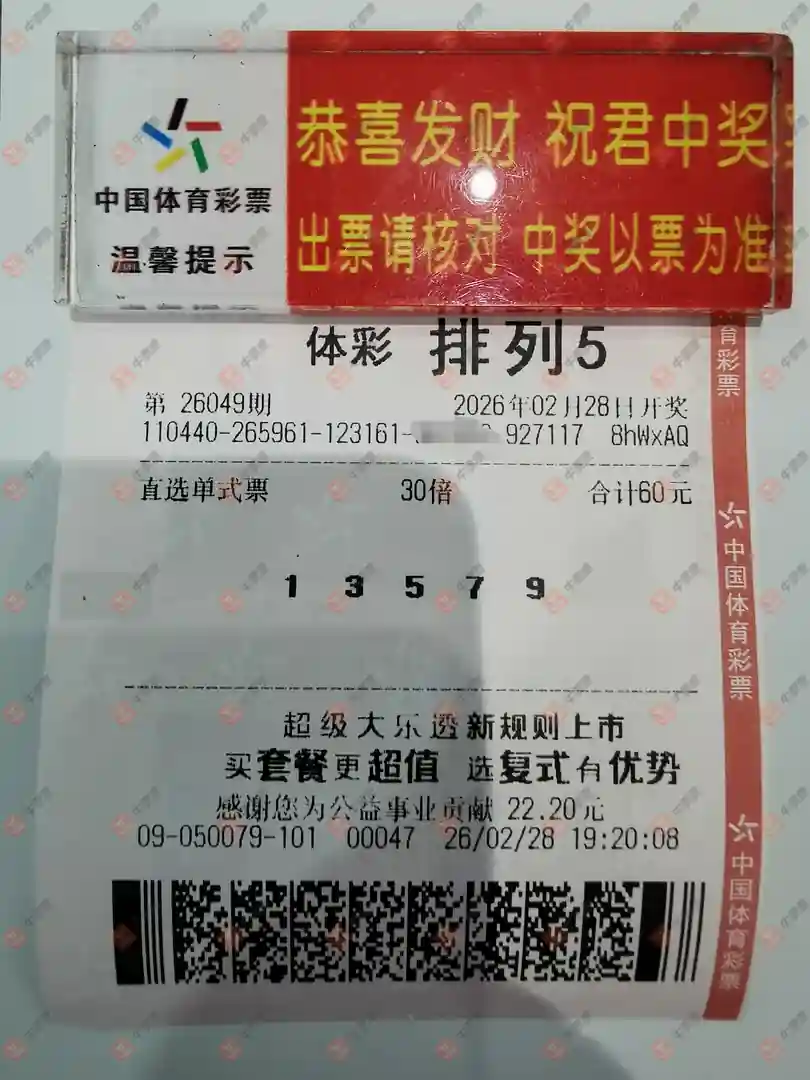 恭喜发财 祝君中奖
中国体育彩票
温馨提示
出票请核对 中奖以票为准
体彩 排列5
第 26049期 2026年02月28日开奖
110440-265961-123161- 927117 8hWxAQ
直选单式票 30倍 合计60元
1 3 5 7 9
超级大乐透新规则上市
买套餐更超值 选复式有优势
感谢您为公益事业贡献 22.20元
09-050079-101 00047 26/02/28 19:20:08
育彩票
中国体育彩票
中国体育彩票